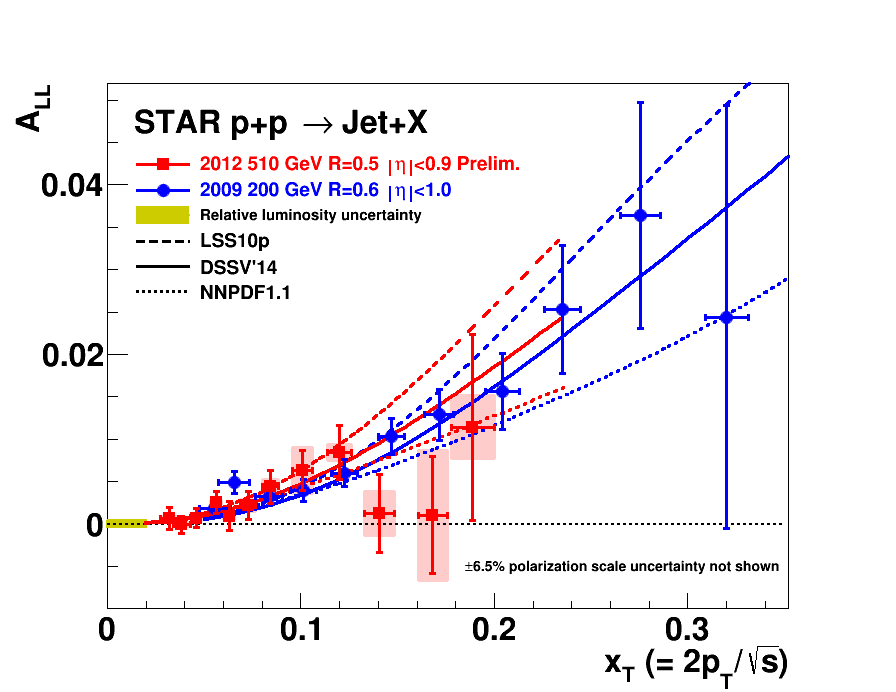 A_LL
STAR p+p → Jet+X
2012 510 GeV R=0.5 |η|<0.9 Prelim.
2009 200 GeV R=0.6 |η|<1.0
Relative luminosity uncertainty
LSS10p
DSSV'14
NNPDF1.1
0.04
0.02
0
±6.5% polarization scale uncertainty not shown
0 0.1 0.2 0.3
x_T (= 2p_T/√s)